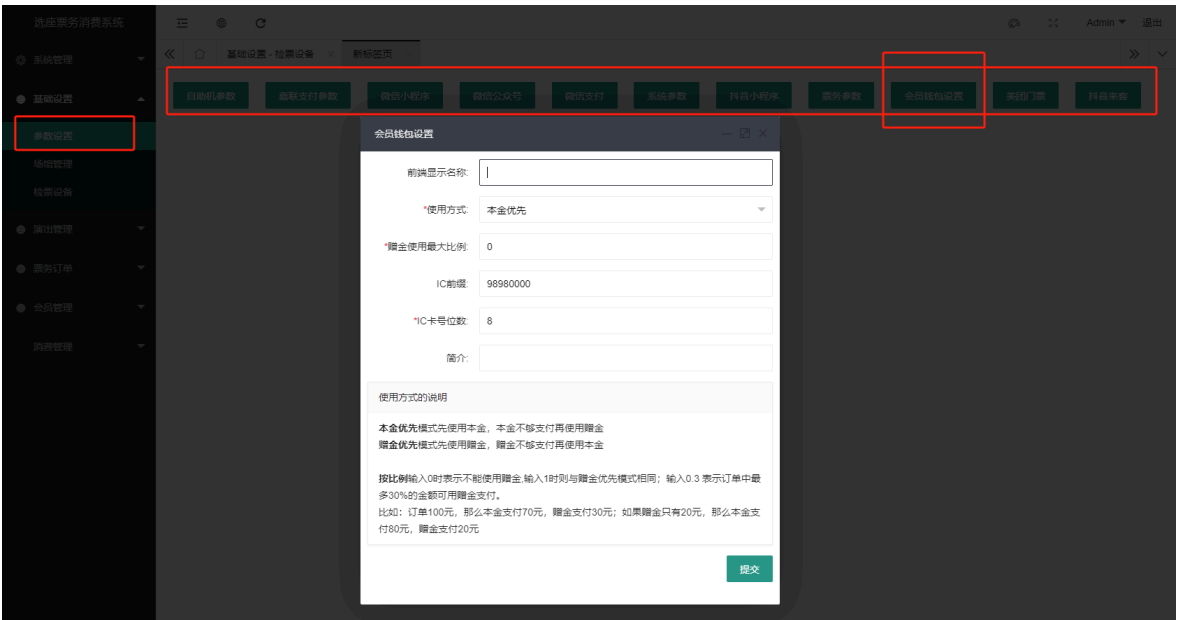 选座票务消费系统
Admin
退出
系统管理
基础设置 - 检票设备
新标签页
基础设置
自助机参数
面联支付参数
微信小程序
微信公众号
微信支付
系统参数
抖音小程序
票务参数
会员钱包设置
美团门票
抖音来客
参数设置
场馆管理
检票设备
演出管理
票务订单
会员管理
消费管理
会员钱包设置
前端显示名称:
*使用方式: 本金优先
*赠金使用最大比例: 0
IC前缀: 98980000
*IC卡号位数: 8
简介:
使用方式的说明
本金优先模式先使用本金，本金不够支付再使用赠金
赠金优先模式先使用赠金，赠金不够支付再使用本金
按比例输入0时表示不能使用赠金,输入1时则与赠金优先模式相同；输入0.3 表示订单中最
多30%的金额可用赠金支付。
比如：订单100元，那么本金支付70元，赠金支付30元；如果赠金只有20元，那么本金支
付80元，赠金支付20元
提交